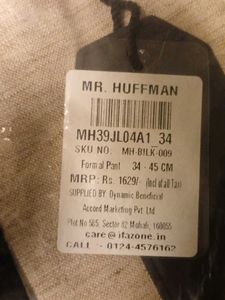 MR. HUFFMAN
MH39JL04A1_34
SKU NO: MH-BILK-009
Formal Pant 34 - 45 CM
MRP: Rs. 1629/- (Incl of all Tax)
SUPPLIED BY: Dynamic Beneficial
Accord Marketing Pvt. Ltd
Plot No 565, Sector 82 Mohali, 160055
care@ifazone.in
CALL :- 0124-4576162